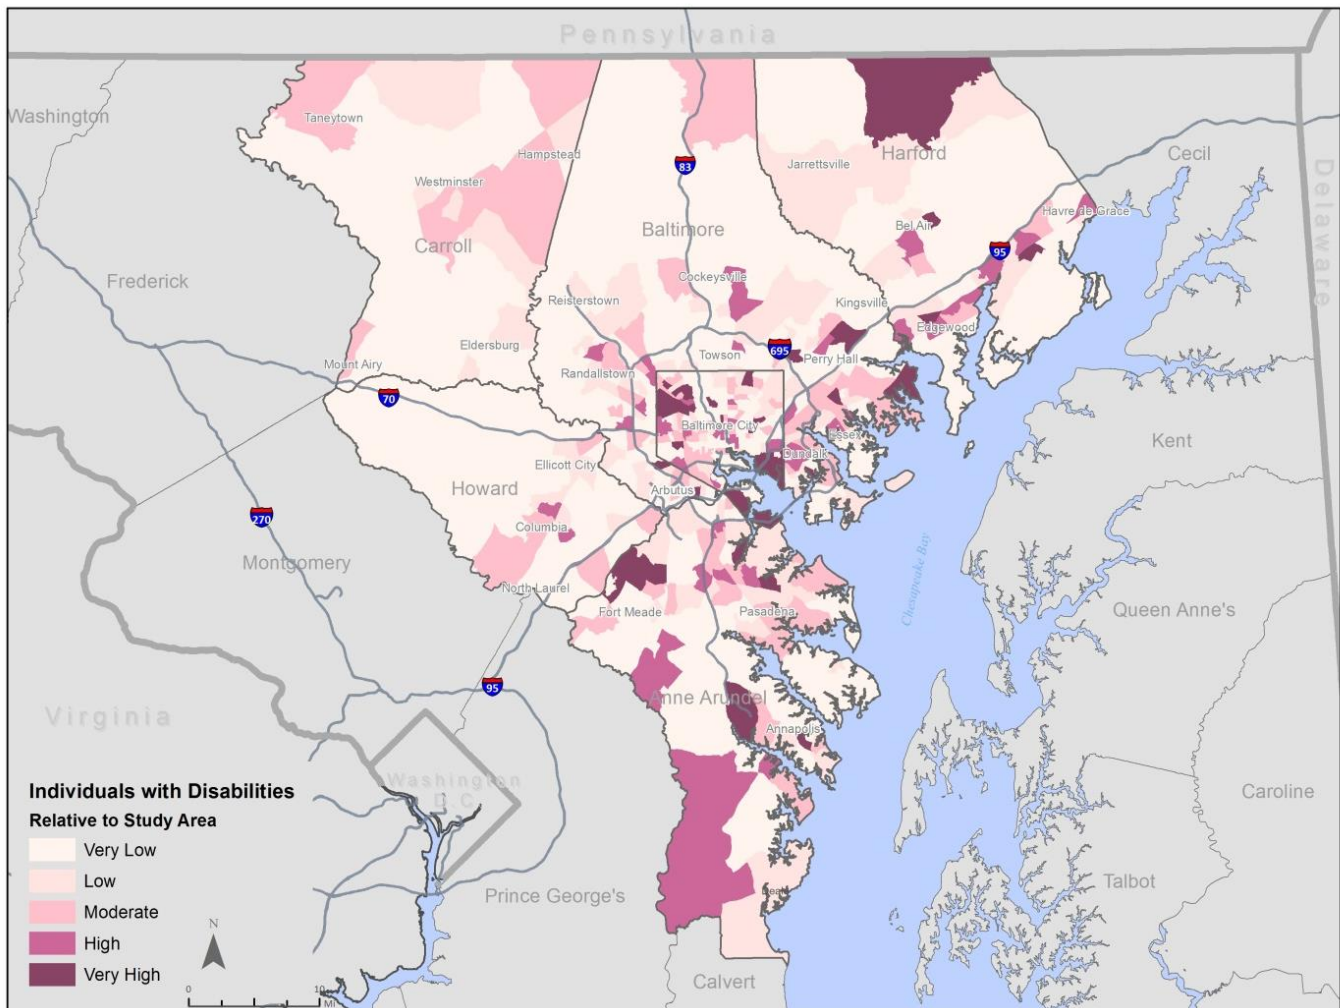 Pennsylvania
Washington
Taneytown
Hampstead
Westminster
Carroll
83
Baltimore
Jarrettsville
Harford
Cecil
Delaware
Havre de Grace
Bel Air
95
Frederick
Cockeysville
Reisterstown
Kingsville
Edgewood
Eldersburg
Mount Airy
Towson
695
Perry Hall
Randallstown
70
Baltimore City
Essex
Kent
Ellicott City
Dundalk
Howard
Arbutus
270
Columbia
Montgomery
North Laurel
Fort Meade
Pasadena
Chesapeake Bay
Queen Anne's
95
Anne Arundel
Virginia
Annapolis
Washington
D.C.
Individuals with Disabilities
Relative to Study Area
Very Low
Low
Moderate
High
Very High
N
0
10
Mi
Prince George's
Deale
Calvert
Talbot
Caroline